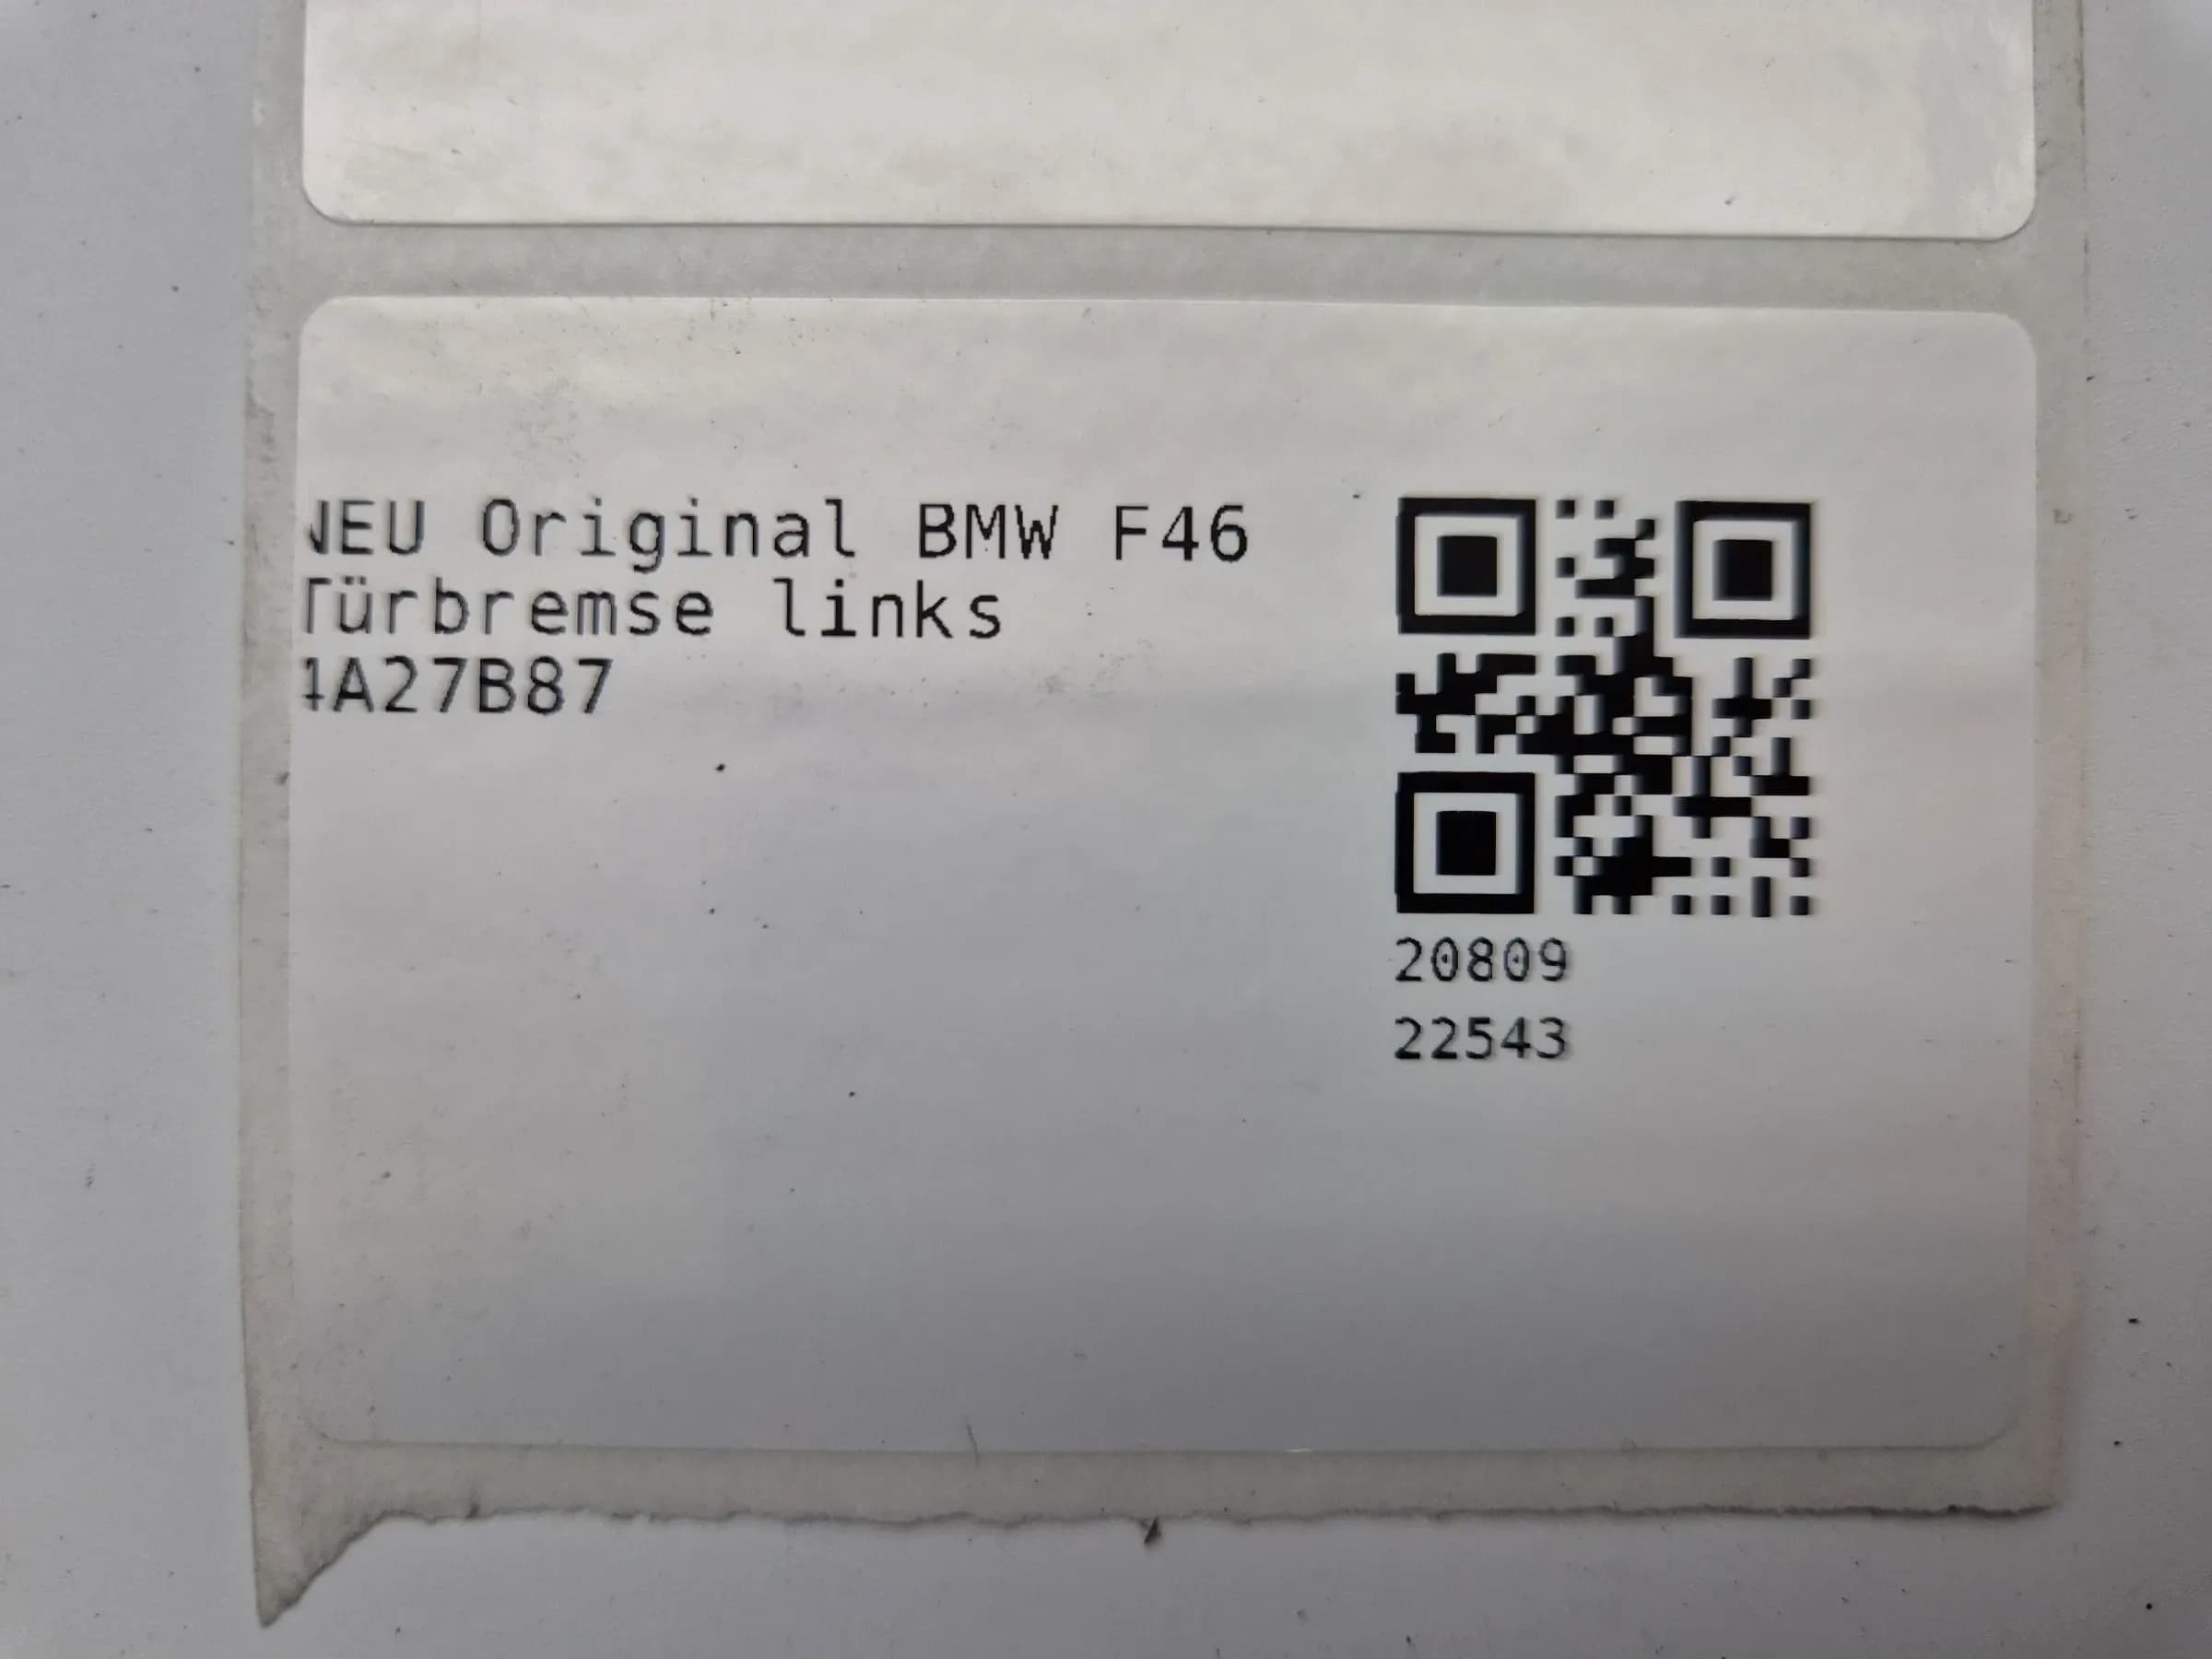 NEU Original BMW F46
Türbremse links
4A27B87
20809
22543